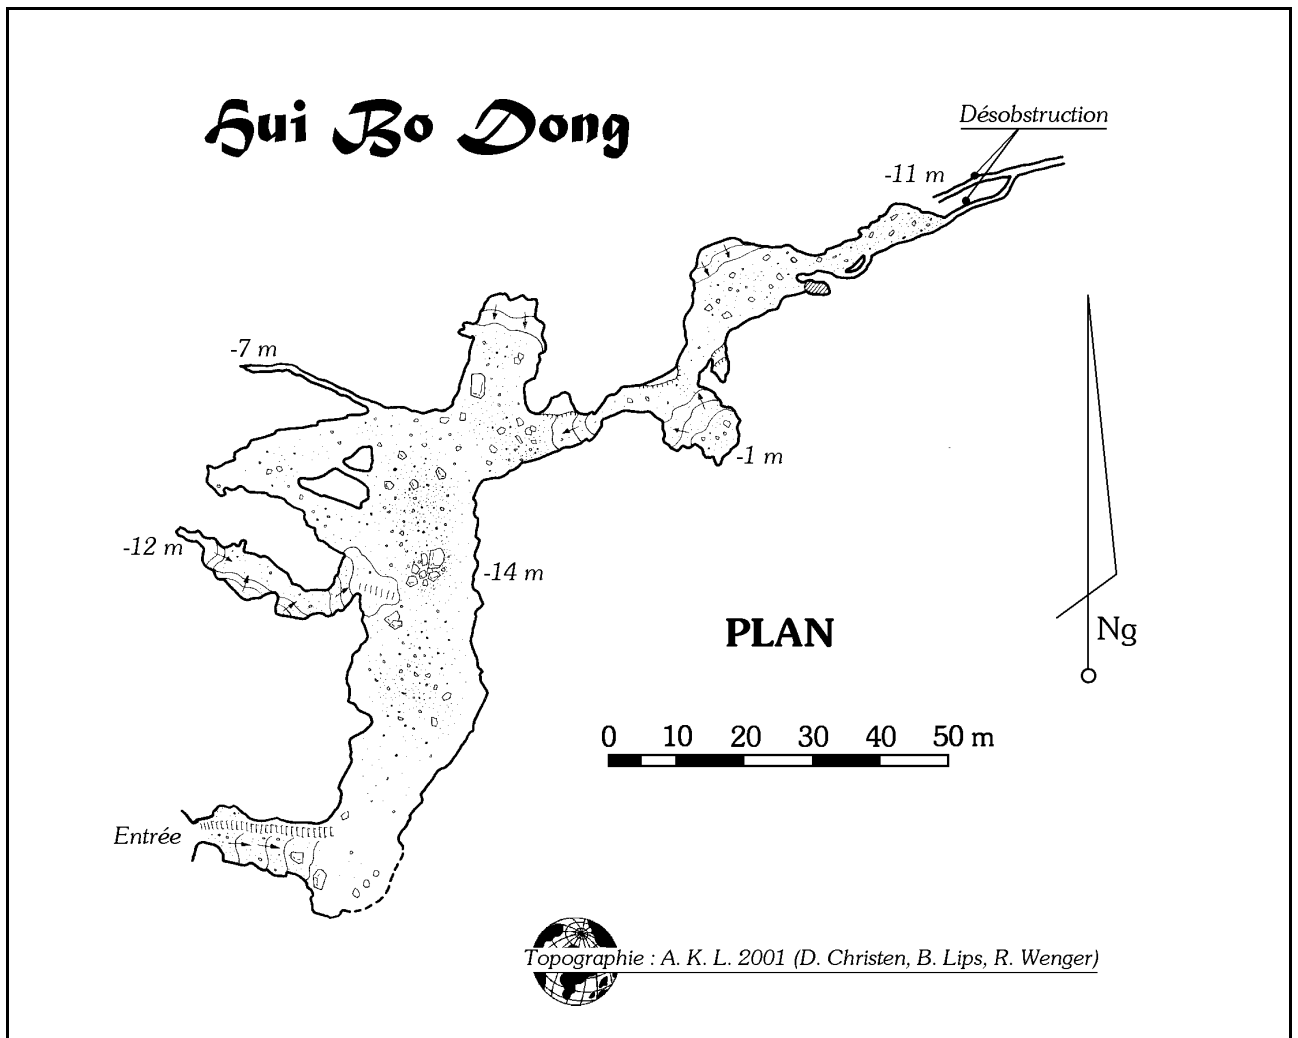 Hui Bo Dong
Désobstruction
-11 m
-7 m
-1 m
-12 m
-14 m
PLAN
Ng
0 10 20 30 40 50 m
Entrée
Topographie : A. K. L. 2001 (D. Christen, B. Lips, R. Wenger)